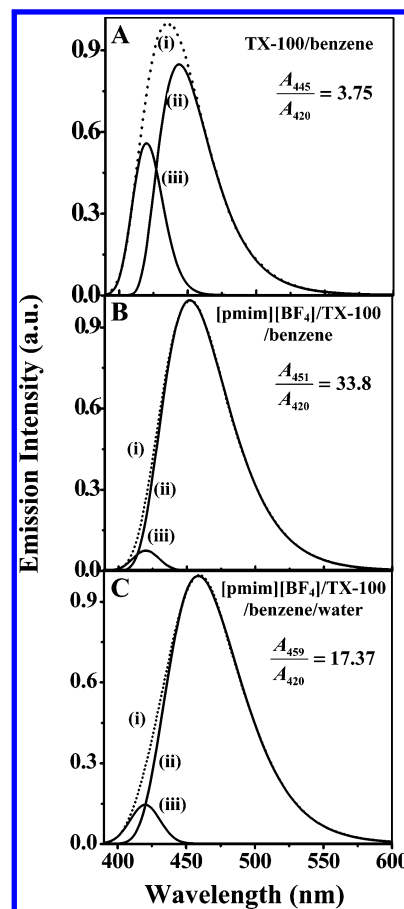 A
(i)
TX-100/benzene
(ii)
A445/A420 = 3.75
(iii)
0.9
0.6
0.3
0.0
B
[pmim][BF4]/TX-100
/benzene
A451/A420 = 33.8
(i)
(ii)
(iii)
0.9
0.6
0.3
0.0
C
[pmim][BF4]/TX-100
/benzene/water
A459/A420 = 17.37
(i)
(ii)
(iii)
0.9
0.6
0.3
0.0
400 450 500 550 600
Wavelength (nm)
Emission Intensity (a.u.)